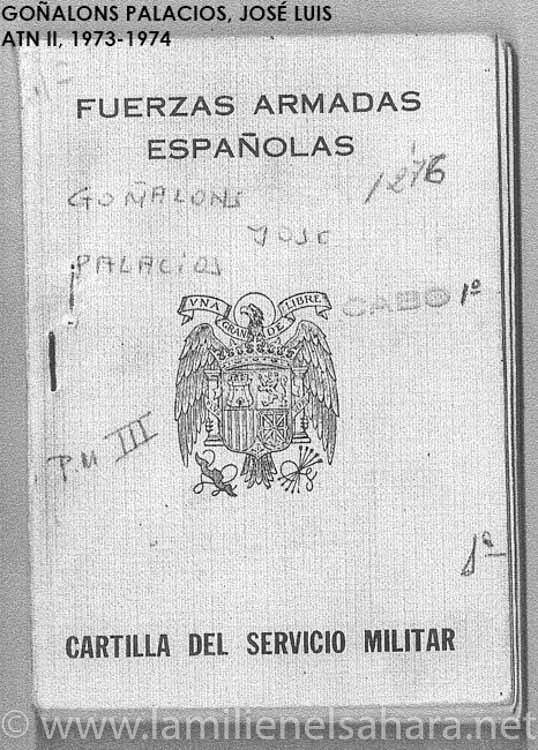 GOÑALONS PALACIOS, JOSÉ LUIS
ATN II, 1973-1974
FUERZAS ARMADAS
ESPAÑOLAS
1276
GOÑALONS
JOSE
PALACIOS
VNA GRANDE LIBRE
CABO 1º
P.M III
1ª
CARTILLA DEL SERVICIO MILITAR
© www.lamilienelsahara.net